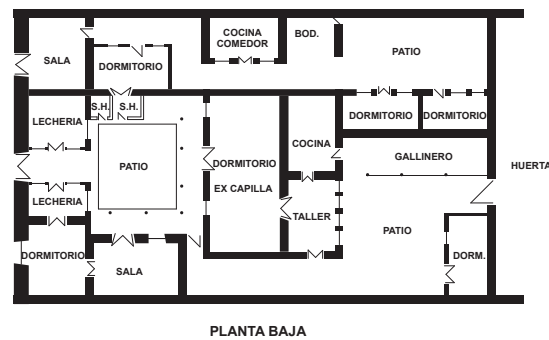 COCINA
COMEDOR
BOD.
PATIO
SALA
DORMITORIO
S.H.
S.H.
LECHERIA
DORMITORIO
DORMITORIO
COCINA
GALLINERO
PATIO
DORMITORIO
EX CAPILLA
HUERTA
LECHERIA
TALLER
PATIO
DORMITORIO
DORM.
SALA
PLANTA BAJA